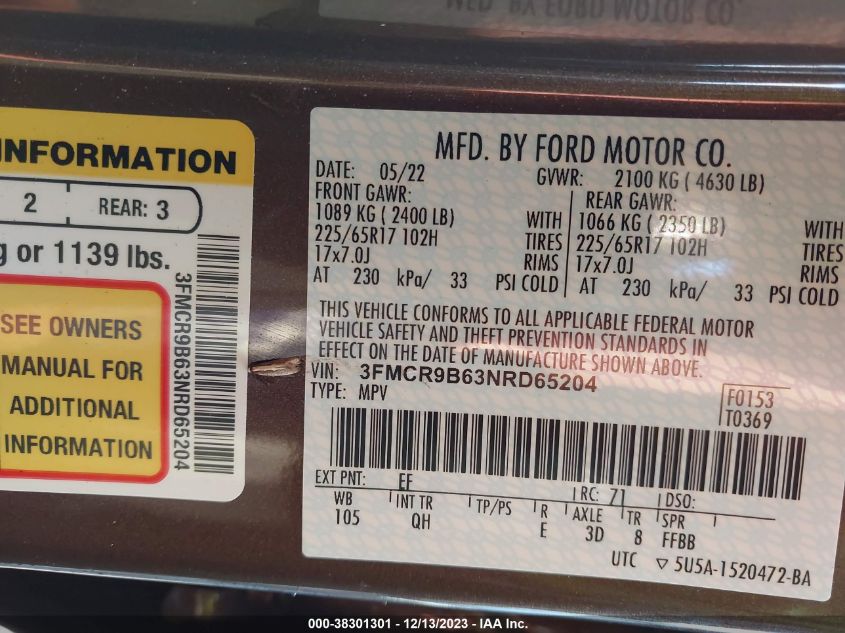 MFD. BY FORD MOTOR CO.
INFORMATION
2 REAR: 3
g or 1139 lbs.
SEE OWNERS
MANUAL FOR
ADDITIONAL
INFORMATION
3FMCR9B63NRD65204
MFD. BY FORD MOTOR CO.
DATE: 05/22 GVWR: 2100 KG ( 4630 LB)
FRONT GAWR: REAR GAWR:
1089 KG ( 2400 LB) WITH 1066 KG ( 2350 LB) WITH
225/65R17 102H TIRES 225/65R17 102H TIRES
17x7.0J RIMS 17x7.0J RIMS
AT 230 kPa/ 33 PSI COLD AT 230 kPa/ 33 PSI COLD
THIS VEHICLE CONFORMS TO ALL APPLICABLE FEDERAL MOTOR
VEHICLE SAFETY AND THEFT PREVENTION STANDARDS IN
EFFECT ON THE DATE OF MANUFACTURE SHOWN ABOVE.
VIN: 3FMCR9B63NRD65204
TYPE: MPV
F0153
T0369
EXT PNT: EF RC: 71 DSO:
WB INT TR TP/PS R AXLE TR SPR
105 QH E 3D 8 FFBB
UTC ▽ 5U5A-1520472-BA
000-38301301 - 12/13/2023 - IAA Inc.